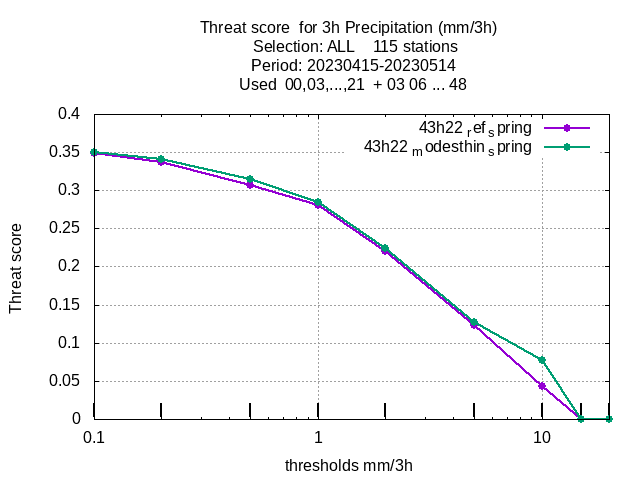 Threat score for 3h Precipitation (mm/3h)
Selection: ALL 115 stations
Period: 20230415-20230514
Used 00,03,...,21 + 03 06 ... 48
43h22 ref spring
43h22 modesthin spring
0.4
0.35
0.3
0.25
0.2
0.15
0.1
0.05
0
Threat score
0.1 1 10
thresholds mm/3h